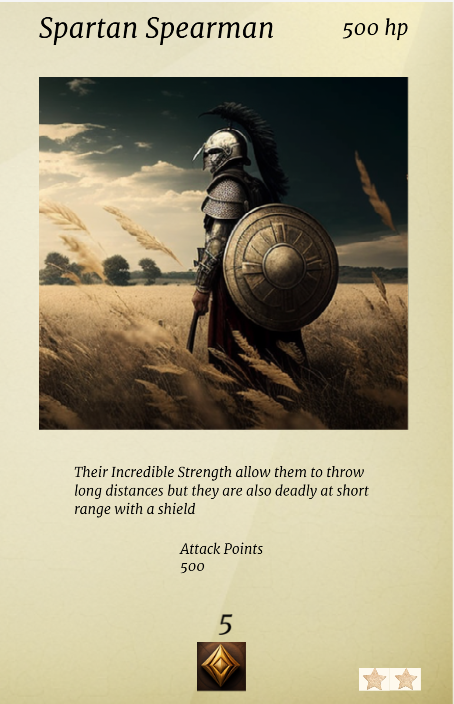 Spartan Spearman
500 hp
Their Incredible Strength allow them to throw
long distances but they are also deadly at short
range with a shield
Attack Points
500
5